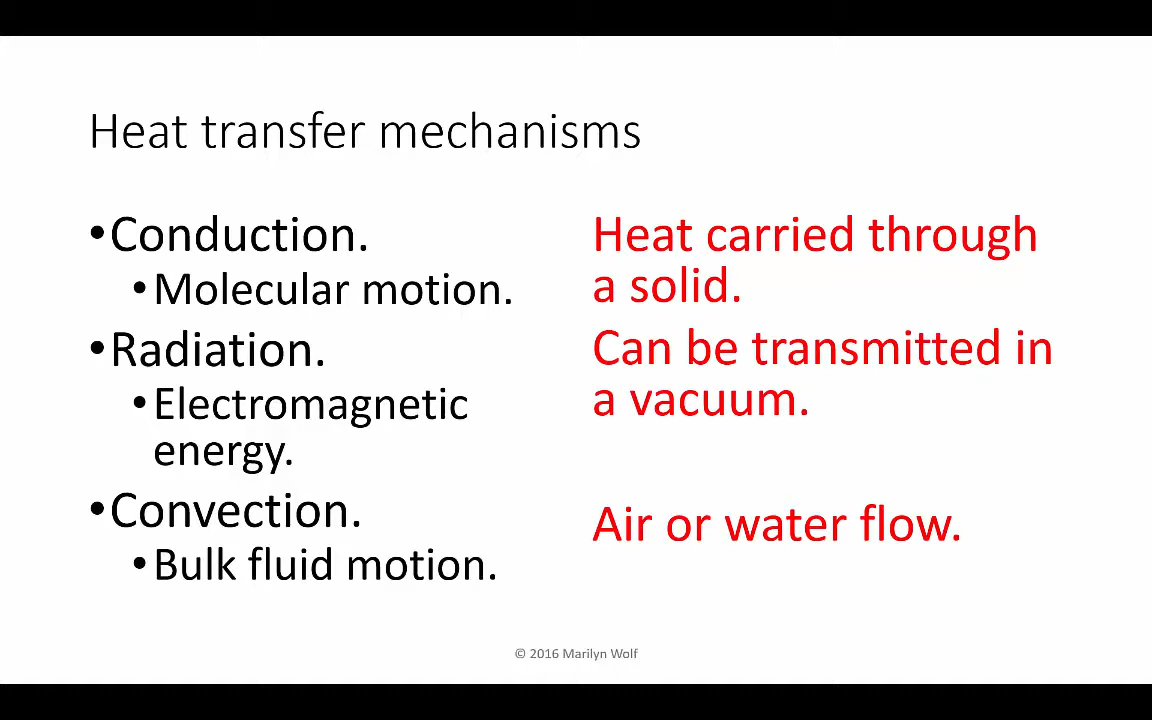 Heat transfer mechanisms
•Conduction.
•Molecular motion.
•Radiation.
•Electromagnetic
energy.
•Convection.
•Bulk fluid motion.
Heat carried through
a solid.
Can be transmitted in
a vacuum.
Air or water flow.
© 2016 Marilyn Wolf